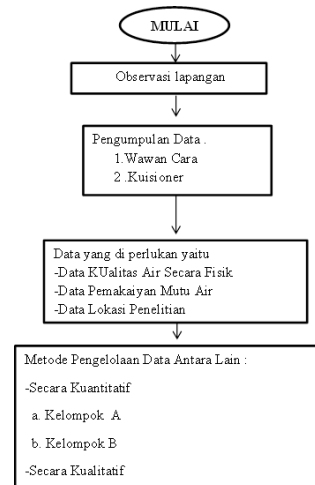 MULAI
Observasi lapangan
Pengumpulan Data .
1.Wawan Cara
2 .Kuisioner
Data yang di perlukan yaitu
-Data KUalitas Air Secara Fisik
-Data Pemakaiyan Mutu Air
-Data Lokasi Penelitian
Metode Pengelolaan Data Antara Lain :
-Secara Kuantitatif
a. Kelompok A
b. Kelompok B
-Secara Kualitatif